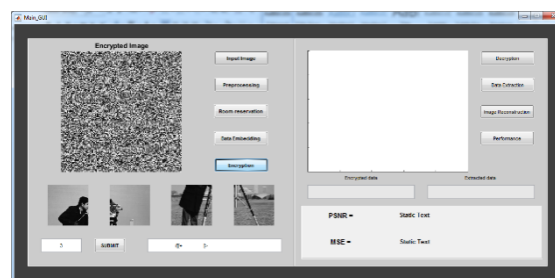 Main_GUI
Encrypted Image
Input Image
Preprocessing
Room reservation
Data Embedding
Encryption
3
SUBMIT
Decryption
Data Extraction
Image Reconstruction
Performance
Encrypted data
Extracted data
PSNR =
Static Text
MSE =
Static Text